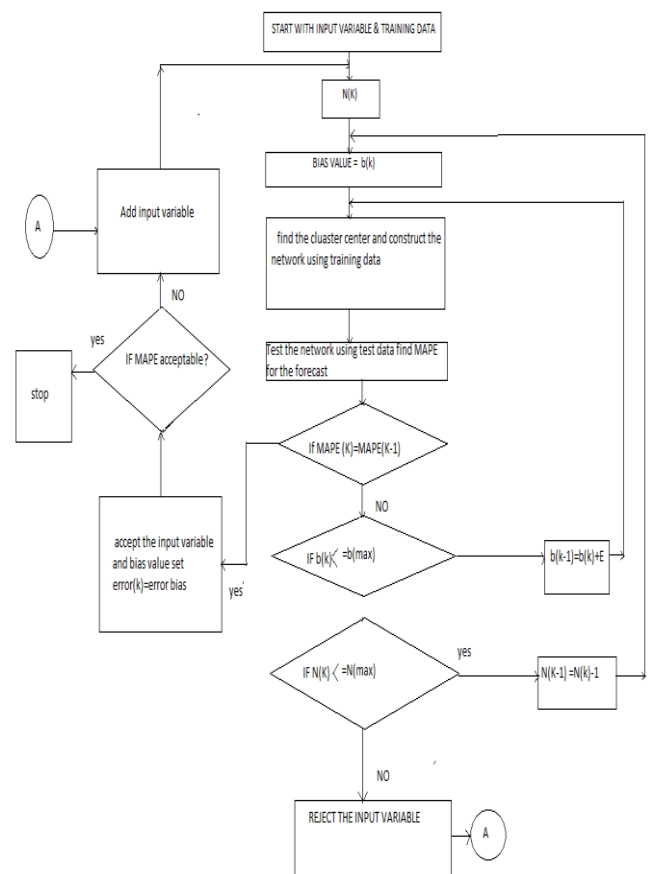 START WITH INPUT VARIABLE & TRAINING DATA
N(K)
BIAS VALUE = b(k)
A
Add input variable
find the cluaster center and construct the
network using training data
NO
yes
IF MAPE acceptable?
stop
Test the network using test data find MAPE
for the forecast
If MAPE (K)=MAPE(K-1)
NO
accept the input variable
and bias value set
error(k)=error bias
yes'
IF b(k)< =b(max)
b(k-1)=b(k)+E
yes
IF N(K) < =N(max)
N(K-1) =N(k)-1
NO
REJECT THE INPUT VARIABLE
A